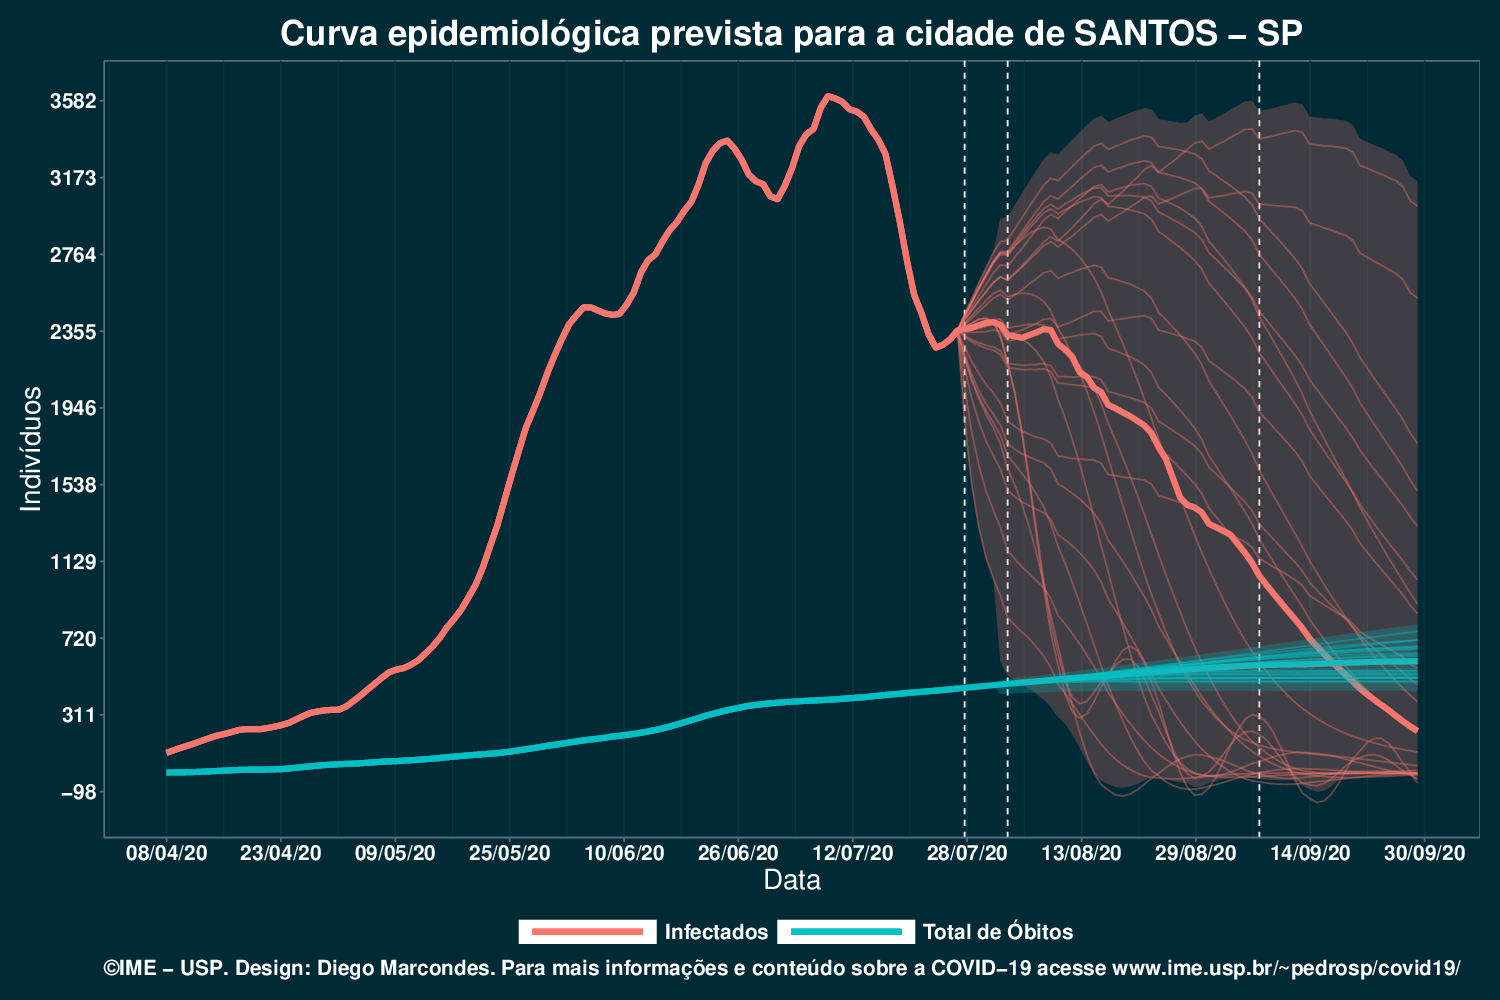 Curva epidemiológica prevista para a cidade de SANTOS – SP
3582
3173
2764
2355
1946
1538
1129
720
311
−98
Indivíduos
08/04/20 23/04/20 09/05/20 25/05/20 10/06/20 26/06/20 12/07/20 28/07/20 13/08/20 29/08/20 14/09/20 30/09/20
Data
Infectados Total de Óbitos
©IME – USP. Design: Diego Marcondes. Para mais informações e conteúdo sobre a COVID−19 acesse www.ime.usp.br/~pedrosp/covid19/